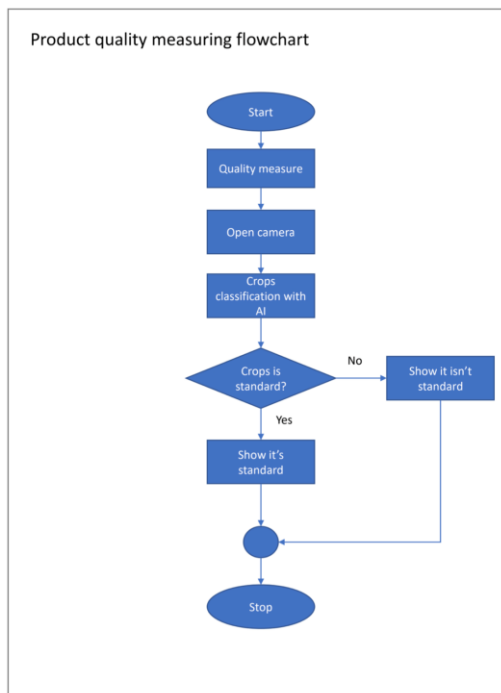 Product quality measuring flowchart
Start
Quality measure
Open camera
Crops
classification with
AI
Crops is
standard?
No
Show it isn't
standard
Yes
Show it's
standard
Stop